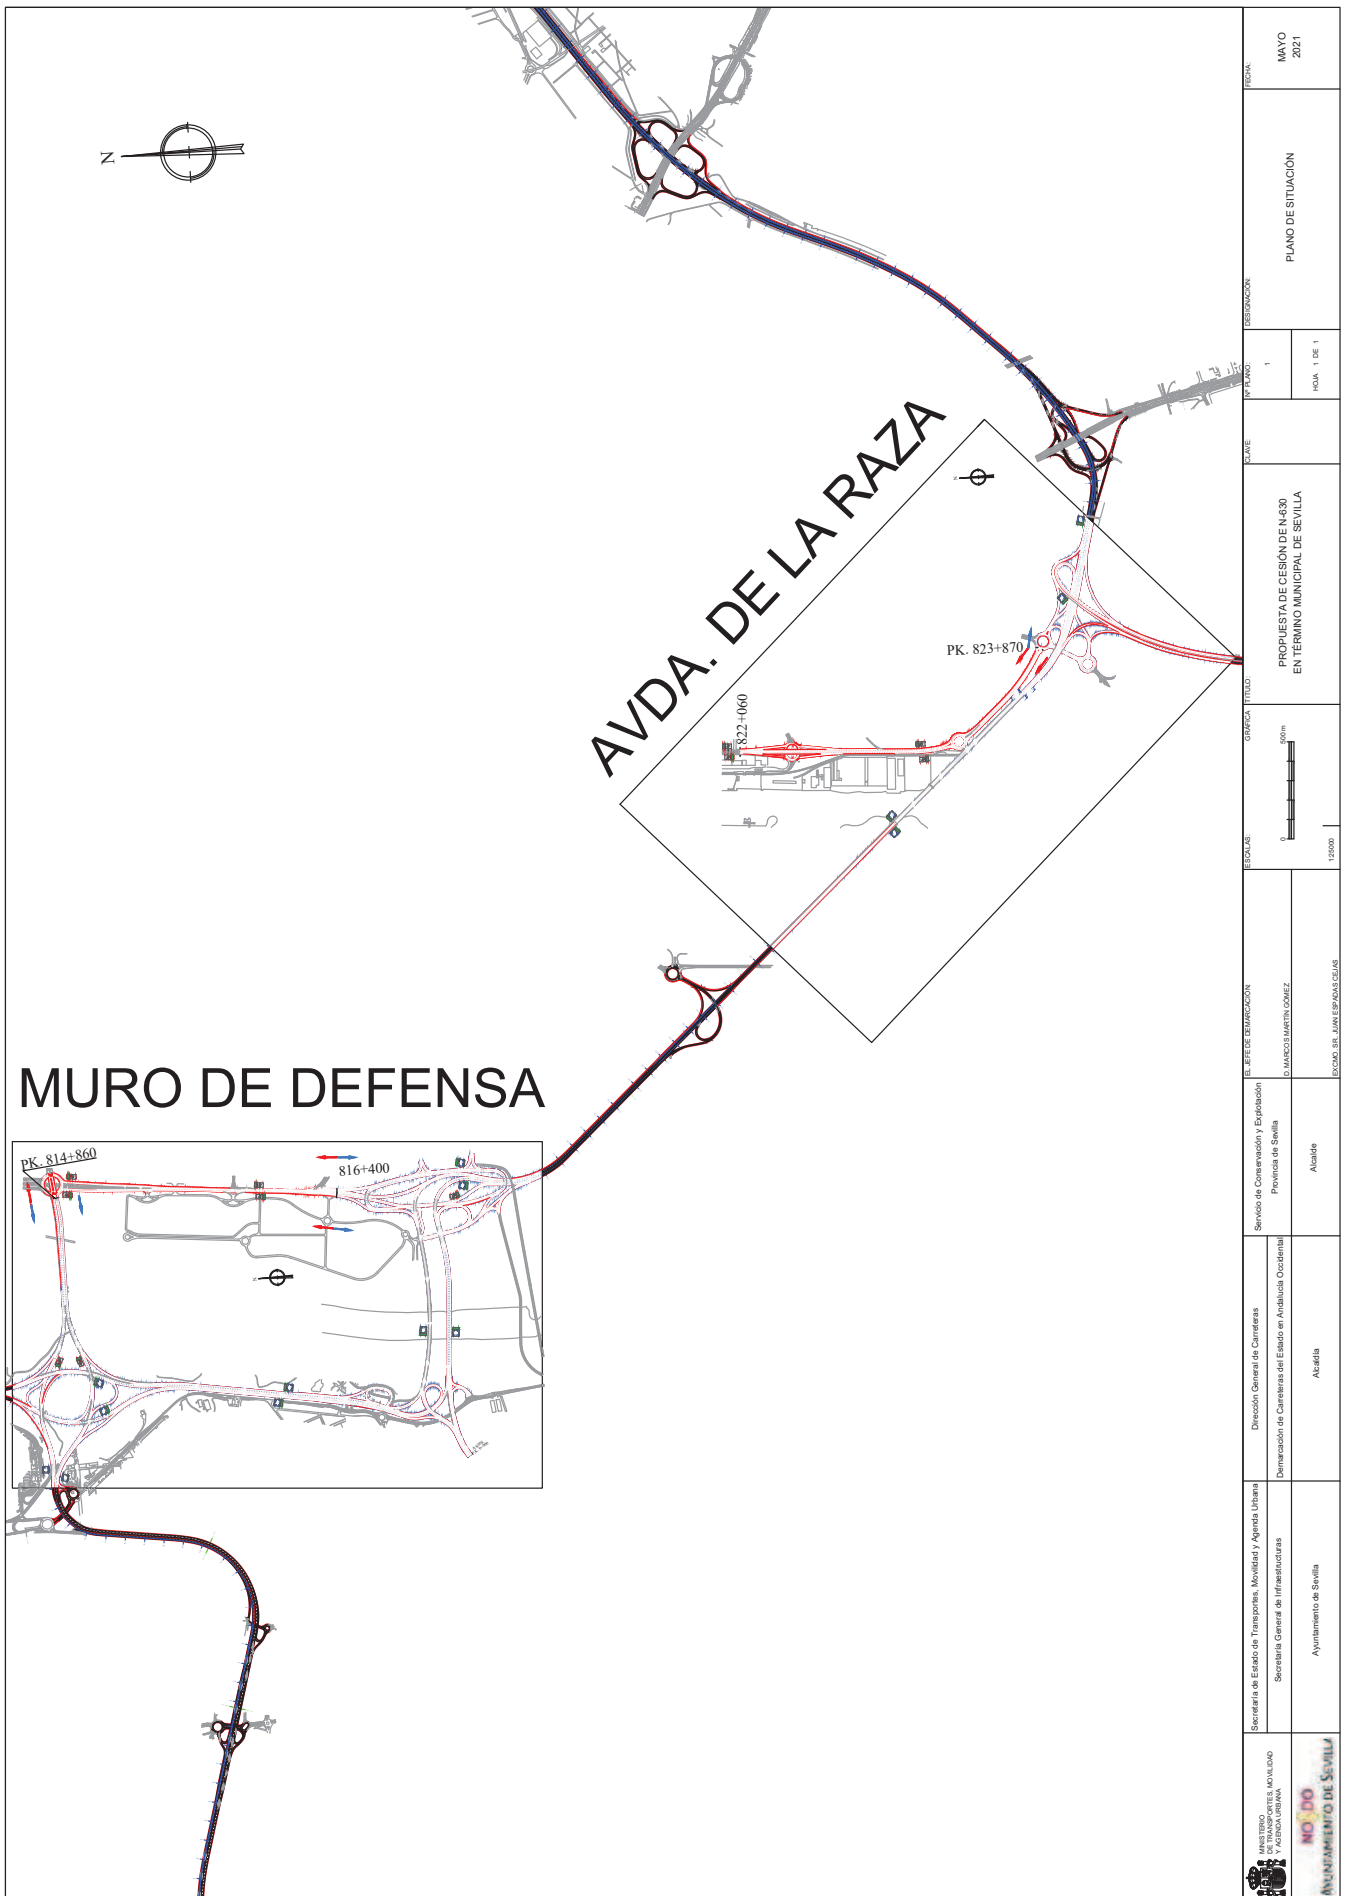 N
AVDA. DE LA RAZA
N
PK. 823+870
822+060
MURO DE DEFENSA
PK. 814+860
816+400
N
MINISTERIO
DE TRANSPORTES, MOVILIDAD
Y AGENDA URBANA
NO DO
AYUNTAMIENTO DE SEVILLA
Secretaría de Estado de Transportes, Movilidad y Agenda Urbana
Secretaría General de Infraestructuras
Ayuntamiento de Sevilla
Dirección General de Carreteras
Demarcación de Carreteras del Estado en Andalucía Occidental
Alcaldía
Servicio de Conservación y Explotación
Provincia de Sevilla
Alcalde
EL JEFE DE DEMARCACIÓN:
D. MARCOS MARTÍN GÓMEZ
EXCMO. SR. JUAN ESPADAS CEJAS
ESCALAS:
GRÁFICA
0
500 m
1:25000
TÍTULO:
PROPUESTA DE CESIÓN DE N-630
EN TÉRMINO MUNICIPAL DE SEVILLA
CLAVE:
Nº PLANO:
1
HOJA 1 DE 1
DESIGNACIÓN:
PLANO DE SITUACIÓN
FECHA:
MAYO
2021